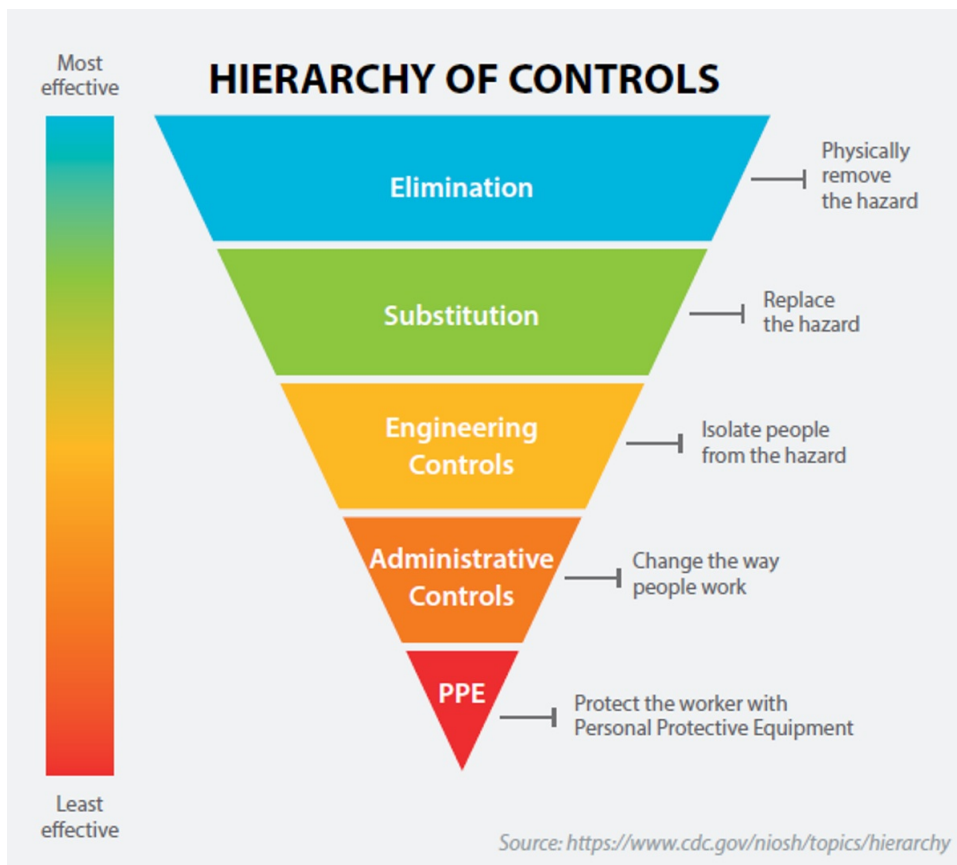 Most
effective
HIERARCHY OF CONTROLS
Elimination
Physically
remove
the hazard
Substitution
Replace
the hazard
Engineering
Controls
Isolate people
from the hazard
Administrative
Controls
Change the way
people work
PPE
Protect the worker with
Personal Protective Equipment
Least
effective
Source: https://www.cdc.gov/niosh/topics/hierarchy